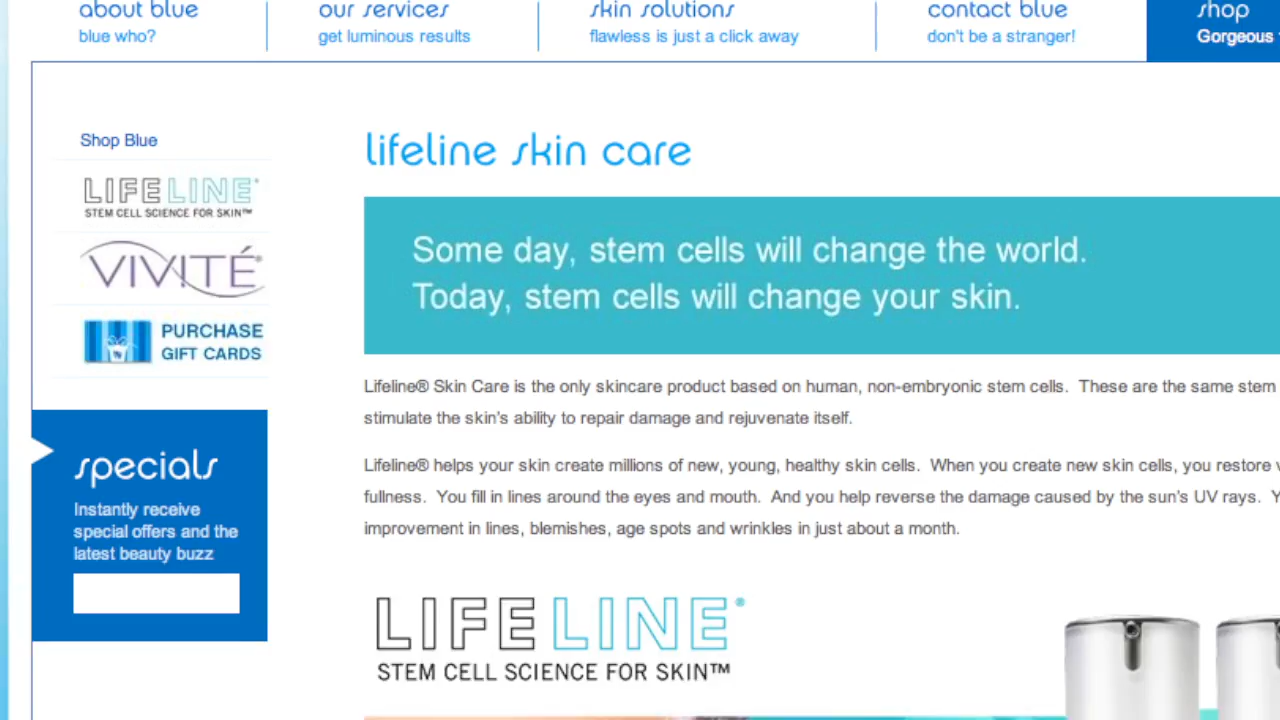 about blue
our services
skin solutions
contact blue
shop
blue who?
get luminous results
flawless is just a click away
don't be a stranger!
Gorgeous
Shop Blue
LIFELINE®
STEM CELL SCIENCE FOR SKIN™
VIVITÉ®
PURCHASE
GIFT CARDS
specials
Instantly receive
special offers and the
latest beauty buzz
lifeline skin care
Some day, stem cells will change the world.
Today, stem cells will change your skin.
Lifeline® Skin Care is the only skincare product based on human, non-embryonic stem cells. These are the same stem
stimulate the skin's ability to repair damage and rejuvenate itself.
Lifeline® helps your skin create millions of new, young, healthy skin cells. When you create new skin cells, you restore
fullness. You fill in lines around the eyes and mouth. And you help reverse the damage caused by the sun's UV rays.
improvement in lines, blemishes, age spots and wrinkles in just about a month.
LIFELINE®
STEM CELL SCIENCE FOR SKIN™